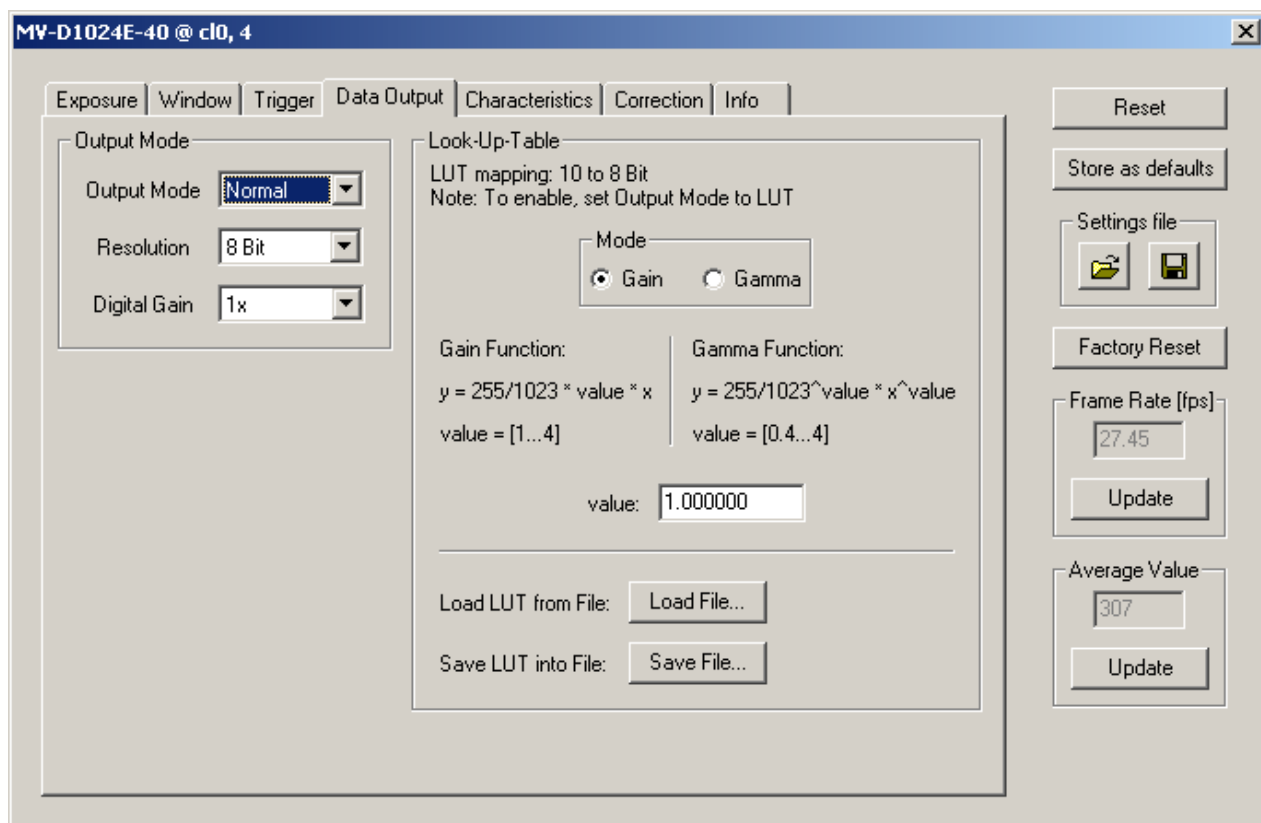 MV-D1024E-40 @ cl0, 4
Exposure Window Trigger Data Output Characteristics Correction Info
Output Mode
Output Mode Normal
Resolution 8 Bit
Digital Gain 1x
Look-Up-Table
LUT mapping: 10 to 8 Bit
Note: To enable, set Output Mode to LUT
Mode
Gain Gamma
Gain Function:
y = 255/1023 * value * x
value = [1...4]
Gamma Function:
y = 255/1023^value * x^value
value = [0.4...4]
value: 1.000000
Load LUT from File: Load File...
Save LUT into File: Save File...
Reset
Store as defaults
Settings file
Factory Reset
Frame Rate [fps]
27.45
Update
Average Value
307
Update